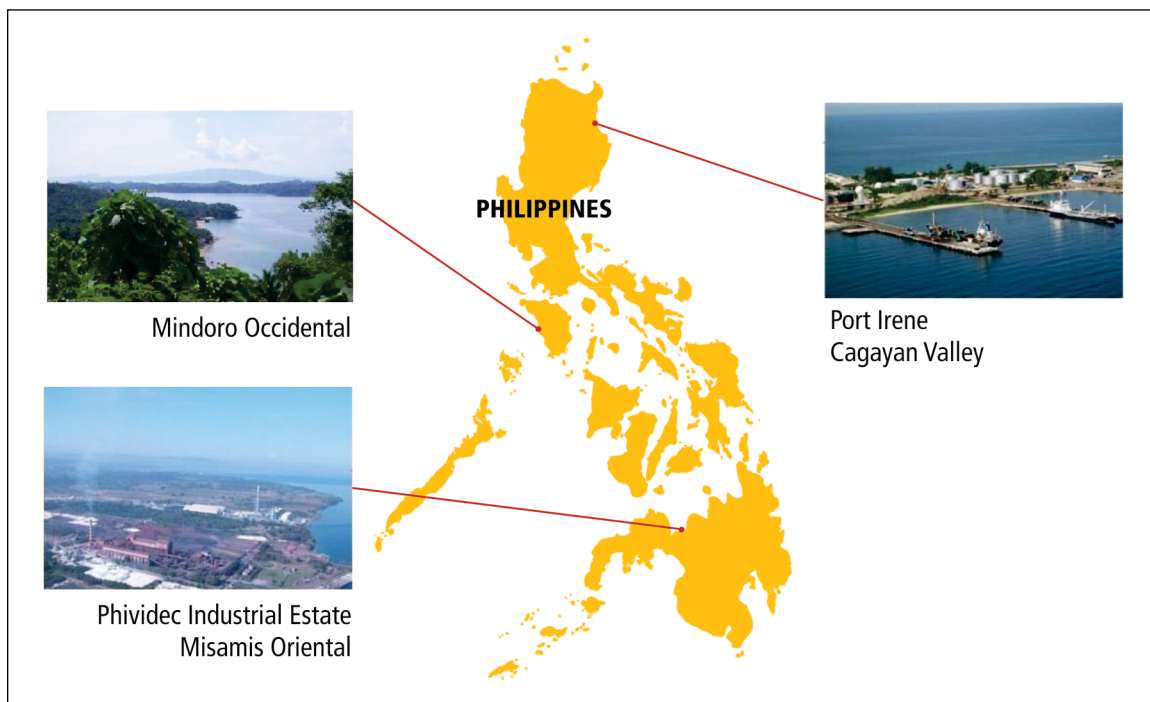 PHILIPPINES
Mindoro Occidental
Port Irene
Cagayan Valley
Phividec Industrial Estate
Misamis Oriental